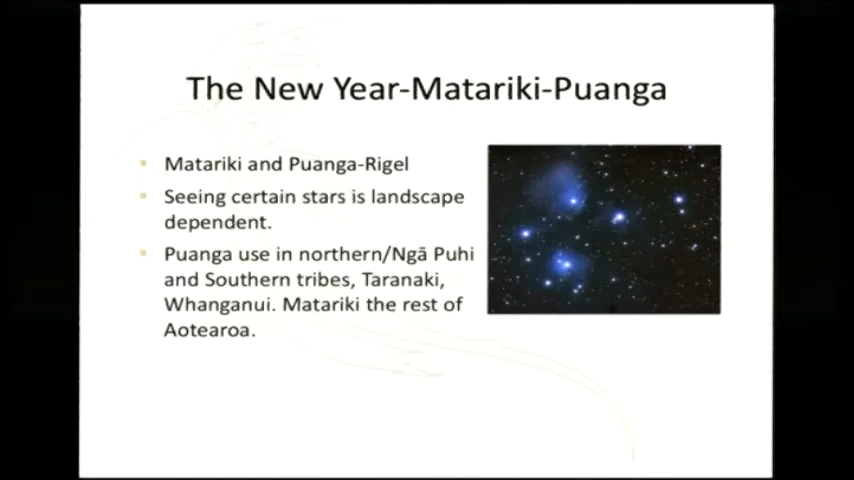 The New Year-Matariki-Puanga
Matariki and Puanga-Rigel
Seeing certain stars is landscape
dependent.
Puanga use in northern/Ngā Puhi
and Southern tribes, Taranaki,
Whanganui. Matariki the rest of
Aotearoa.